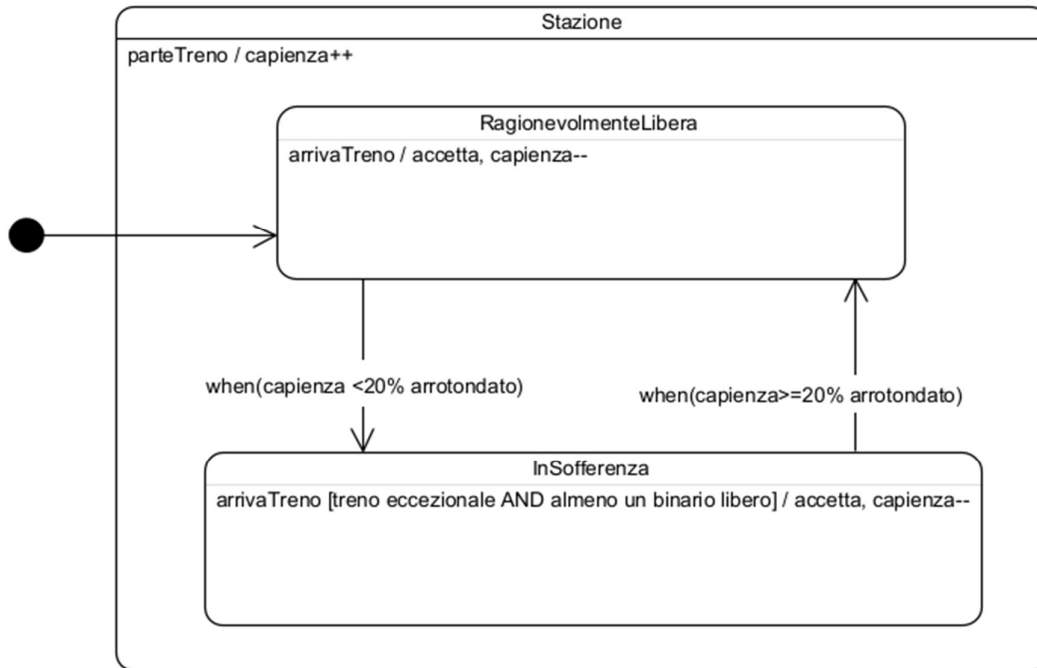 Stazione
parteTreno / capienza++
RagionevolmenteLibera
arrivaTreno / accetta, capienza--
when(capienza <20% arrotondato)
when(capienza>=20% arrotondato)
InSofferenza
arrivaTreno [treno eccezionale AND almeno un binario libero] / accetta, capienza--